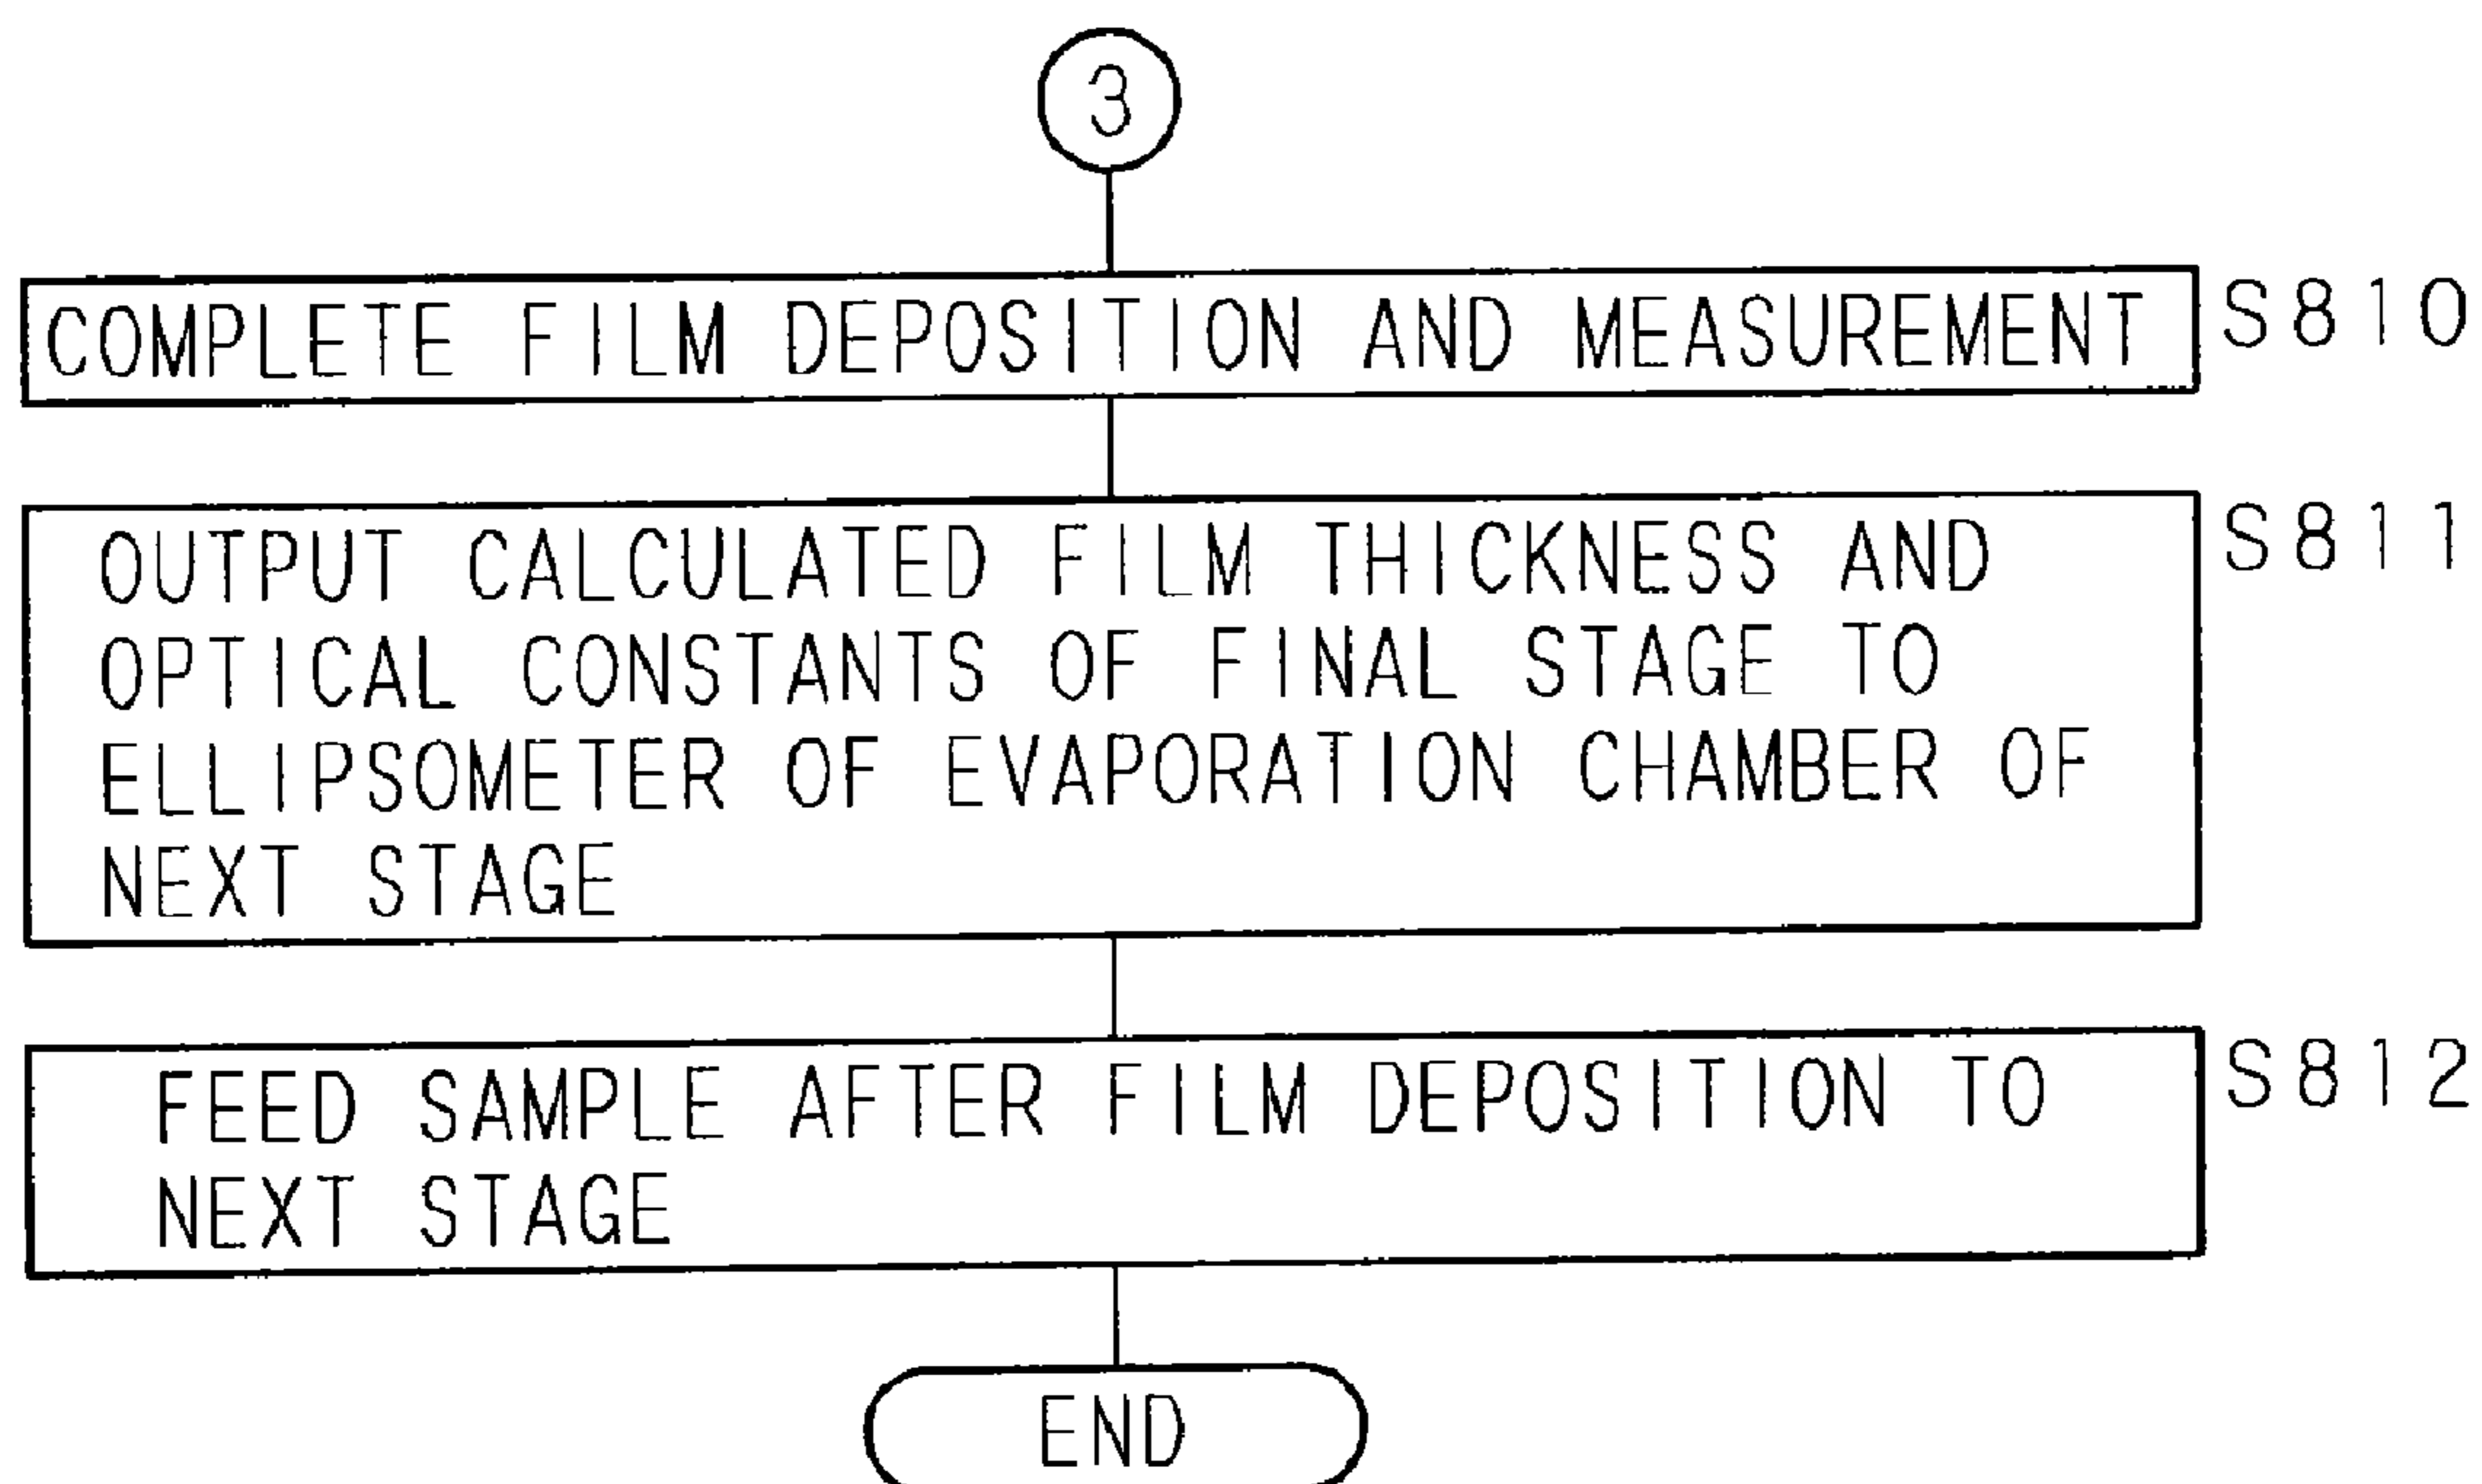 3
COMPLETE FILM DEPOSITION AND MEASUREMENT
S810
OUTPUT CALCULATED FILM THICKNESS AND
OPTICAL CONSTANTS OF FINAL STAGE TO
ELLIPSOMETER OF EVAPORATION CHAMBER OF
NEXT STAGE
S811
FEED SAMPLE AFTER FILM DEPOSITION TO
NEXT STAGE
S812
END